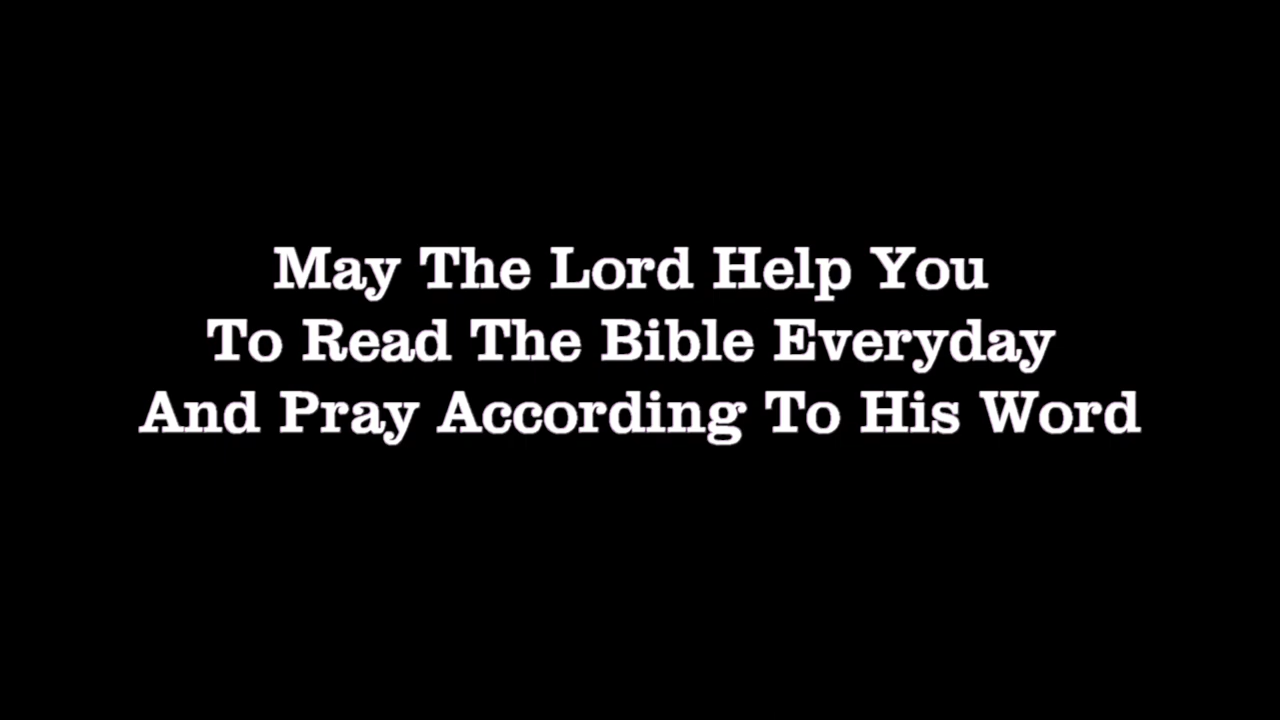 May The Lord Help You
To Read The Bible Everyday
And Pray According To His Word